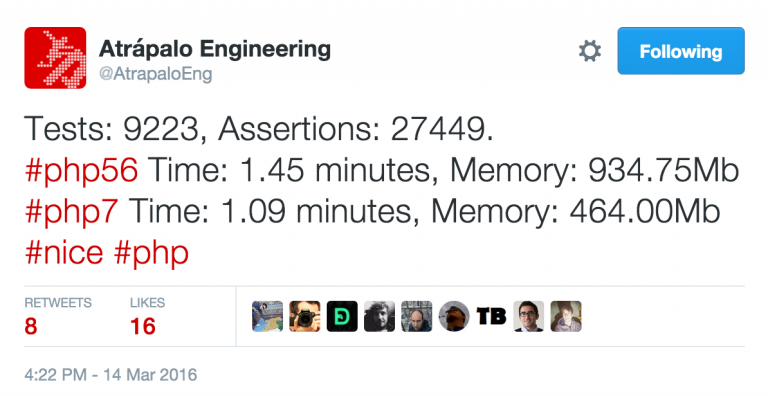 Atrápalo Engineering
@AtrapaloEng
Following
Tests: 9223, Assertions: 27449.
#php56 Time: 1.45 minutes, Memory: 934.75Mb
#php7 Time: 1.09 minutes, Memory: 464.00Mb
#nice #php
RETWEETS LIKES
8 16
D TB
4:22 PM - 14 Mar 2016